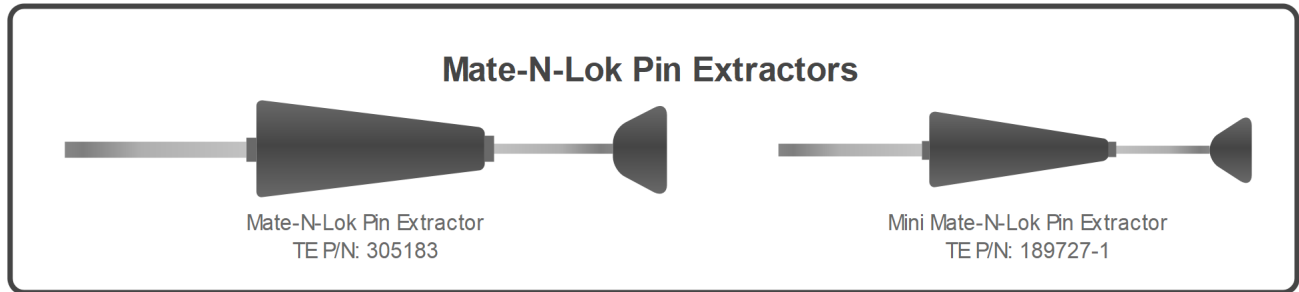 Mate-N-Lok Pin Extractors
Mate-N-Lok Pin Extractor
TE P/N: 305183
Mini Mate-N-Lok Pin Extractor
TE P/N: 189727-1